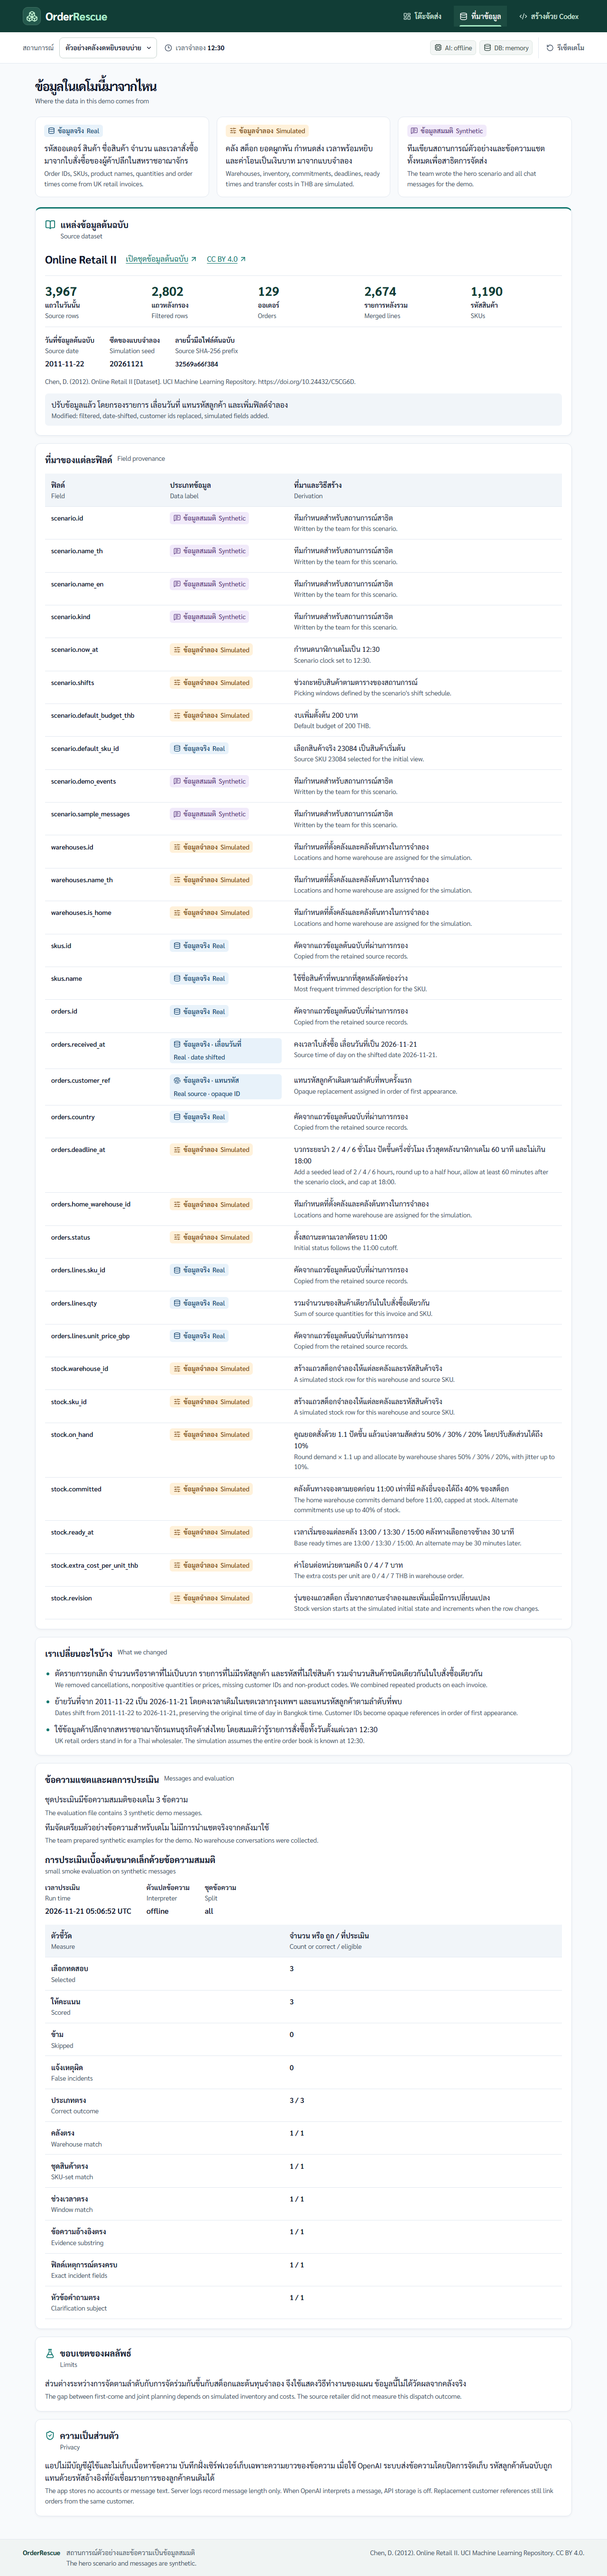 OrderRescue
โต๊ะจัดส่ง
ที่มาข้อมูล
สร้างด้วย Codex
สถานการณ์
ตัวอย่างคลังงดหยิบรอบบ่าย
เวลาจำลอง 12:30
AI: offline
DB: memory
รีเซ็ตเดโม
ข้อมูลในเดโมนี้มาจากไหน
Where the data in this demo comes from
ข้อมูลจริง Real
รหัสออเดอร์ สินค้า ชื่อสินค้า จำนวน และเวลาสั่งซื้อ
มาจากใบสั่งซื้อของผู้ค้าปลีกในสหราชอาณาจักร
Order IDs, SKUs, product names, quantities and order
times come from UK retail invoices.
ข้อมูลจำลอง Simulated
คลัง สต็อก ยอดผูกพัน กำหนดส่ง เวลาพร้อมหยิบ
และค่าโอนเป็นเงินบาท มาจากแบบจำลอง
Warehouses, inventory, commitments, deadlines, ready
times and transfer costs in THB are simulated.
ข้อมูลสมมติ Synthetic
ทีมเขียนสถานการณ์ตัวอย่างและข้อความแชต
ทั้งหมดเพื่อสาธิตการจัดส่ง
The team wrote the hero scenario and all chat
messages for the demo.
แหล่งข้อมูลต้นฉบับ
Source dataset
Online Retail II
เปิดชุดข้อมูลต้นฉบับ
CC BY 4.0
3,967
แถวในวันนั้น
Source rows
2,802
แถวหลังกรอง
Filtered rows
129
ออเดอร์
Orders
2,674
รายการหลังรวม
Merged lines
1,190
รหัสสินค้า
SKUs
วันที่ข้อมูลต้นฉบับ
Source date
2011-11-22
ซีดของแบบจำลอง
Simulation seed
20261121
ลายนิ้วมือไฟล์ต้นฉบับ
Source SHA-256 prefix
32569a66f384
Chen, D. (2012). Online Retail II [Dataset]. UCI Machine Learning Repository. https://doi.org/10.24432/C5CG6D.
ปรับข้อมูลแล้ว โดยกรองรายการ เลื่อนวันที่ แทนรหัสลูกค้า และเพิ่มฟิลด์จำลอง
Modified: filtered, date-shifted, customer ids replaced, simulated fields added.
ที่มาของแต่ละฟิลด์ Field provenance
ฟิลด์
Field
ประเภทข้อมูล
Data label
ที่มาและวิธีสร้าง
Derivation
scenario.id
ข้อมูลสมมติ Synthetic
ทีมกำหนดสำหรับสถานการณ์สาธิต
Written by the team for this scenario.
scenario.name_th
ข้อมูลสมมติ Synthetic
ทีมกำหนดสำหรับสถานการณ์สาธิต
Written by the team for this scenario.
scenario.name_en
ข้อมูลสมมติ Synthetic
ทีมกำหนดสำหรับสถานการณ์สาธิต
Written by the team for this scenario.
scenario.kind
ข้อมูลสมมติ Synthetic
ทีมกำหนดสำหรับสถานการณ์สาธิต
Written by the team for this scenario.
scenario.now_at
ข้อมูลจำลอง Simulated
กำหนดนาฬิกาเดโมเป็น 12:30
Scenario clock set to 12:30.
scenario.shifts
ข้อมูลจำลอง Simulated
ช่วงกะหยิบสินค้าตามตารางของสถานการณ์
Picking windows defined by the scenario's shift schedule.
scenario.default_budget_thb
ข้อมูลจำลอง Simulated
งบเพิ่มตั้งต้น 200 บาท
Default budget of 200 THB.
scenario.default_sku_id
ข้อมูลจริง Real
เลือกสินค้าจริง 23084 เป็นสินค้าเริ่มต้น
Source SKU 23084 selected for the initial view.
scenario.demo_events
ข้อมูลสมมติ Synthetic
ทีมกำหนดสำหรับสถานการณ์สาธิต
Written by the team for this scenario.
scenario.sample_messages
ข้อมูลสมมติ Synthetic
ทีมกำหนดสำหรับสถานการณ์สาธิต
Written by the team for this scenario.
warehouses.id
ข้อมูลจำลอง Simulated
ทีมกำหนดที่ตั้งคลังและคลังต้นทางในการจำลอง
Locations and home warehouse are assigned for the simulation.
warehouses.name_th
ข้อมูลจำลอง Simulated
ทีมกำหนดที่ตั้งคลังและคลังต้นทางในการจำลอง
Locations and home warehouse are assigned for the simulation.
warehouses.is_home
ข้อมูลจำลอง Simulated
ทีมกำหนดที่ตั้งคลังและคลังต้นทางในการจำลอง
Locations and home warehouse are assigned for the simulation.
skus.id
ข้อมูลจริง Real
คัดจากแถวข้อมูลต้นฉบับที่ผ่านการกรอง
Copied from the retained source records.
skus.name
ข้อมูลจริง Real
ใช้ชื่อสินค้าที่พบมากที่สุดหลังตัดช่องว่าง
Most frequent trimmed description for the SKU.
orders.id
ข้อมูลจริง Real
คัดจากแถวข้อมูลต้นฉบับที่ผ่านการกรอง
Copied from the retained source records.
orders.received_at
ข้อมูลจริง · เลื่อนวันที่
Real · date shifted
คงเวลาใบสั่งซื้อ เลื่อนวันที่เป็น 2026-11-21
Source time of day on the shifted date 2026-11-21.
orders.customer_ref
ข้อมูลจริง · แทนรหัส
Real source · opaque ID
แทนรหัสลูกค้าเดิมตามลำดับที่พบครั้งแรก
Opaque replacement assigned in order of first appearance.
orders.country
ข้อมูลจริง Real
คัดจากแถวข้อมูลต้นฉบับที่ผ่านการกรอง
Copied from the retained source records.
orders.deadline_at
ข้อมูลจำลอง Simulated
บวกระยะนำ 2 / 4 / 6 ชั่วโมง ปัดขึ้นครึ่งชั่วโมง เร็วสุดหลังนาฬิกาเดโม 60 นาที และไม่เกิน
18:00
Add a seeded lead of 2 / 4 / 6 hours, round up to a half hour, allow at least 60 minutes after
the scenario clock, and cap at 18:00.
orders.home_warehouse_id
ข้อมูลจำลอง Simulated
ทีมกำหนดที่ตั้งคลังและคลังต้นทางในการจำลอง
Locations and home warehouse are assigned for the simulation.
orders.status
ข้อมูลจำลอง Simulated
ตั้งสถานะตามเวลาตัดรอบ 11:00
Initial status follows the 11:00 cutoff.
orders.lines.sku_id
ข้อมูลจริง Real
คัดจากแถวข้อมูลต้นฉบับที่ผ่านการกรอง
Copied from the retained source records.
orders.lines.qty
ข้อมูลจริง Real
รวมจำนวนของสินค้าเดียวกันในใบสั่งซื้อเดียวกัน
Sum of source quantities for this invoice and SKU.
orders.lines.unit_price_gbp
ข้อมูลจริง Real
คัดจากแถวข้อมูลต้นฉบับที่ผ่านการกรอง
Copied from the retained source records.
stock.warehouse_id
ข้อมูลจำลอง Simulated
สร้างแถวสต็อกจำลองให้แต่ละคลังและรหัสสินค้าจริง
A simulated stock row for this warehouse and source SKU.
stock.sku_id
ข้อมูลจำลอง Simulated
สร้างแถวสต็อกจำลองให้แต่ละคลังและรหัสสินค้าจริง
A simulated stock row for this warehouse and source SKU.
stock.on_hand
ข้อมูลจำลอง Simulated
คูณยอดสั่งด้วย 1.1 ปัดขึ้น แล้วแบ่งตามสัดส่วน 50% / 30% / 20% โดยปรับสัดส่วนได้ถึง
10%
Round demand × 1.1 up and allocate by warehouse shares 50% / 30% / 20%, with jitter up to
10%.
stock.committed
ข้อมูลจำลอง Simulated
คลังต้นทางจองตามยอดก่อน 11:00 เท่าที่มี คลังอื่นจองได้ถึง 40% ของสต็อก
The home warehouse commits demand before 11:00, capped at stock. Alternate
commitments use up to 40% of stock.
stock.ready_at
ข้อมูลจำลอง Simulated
เวลาเริ่มของแต่ละคลัง 13:00 / 13:30 / 15:00 คลังทางเลือกอาจช้าลง 30 นาที
Base ready times are 13:00 / 13:30 / 15:00. An alternate may be 30 minutes later.
stock.extra_cost_per_unit_thb
ข้อมูลจำลอง Simulated
ค่าโอนต่อหน่วยตามคลัง 0 / 4 / 7 บาท
The extra costs per unit are 0 / 4 / 7 THB in warehouse order.
stock.revision
ข้อมูลจำลอง Simulated
รุ่นของแถวสต็อก เริ่มจากสถานะจำลองและเพิ่มเมื่อมีการเปลี่ยนแปลง
Stock version starts at the simulated initial state and increments when the row changes.
เราเปลี่ยนอะไรบ้าง What we changed
ตัดรายการยกเลิก จำนวนหรือราคาที่ไม่เป็นบวก รายการที่ไม่มีรหัสลูกค้า และรหัสที่ไม่ใช่สินค้า รวมจำนวนสินค้าชนิดเดียวกันในใบสั่งซื้อเดียวกัน
We removed cancellations, nonpositive quantities or prices, missing customer IDs and non-product codes. We combined repeated products on each invoice.
ย้ายวันที่จาก 2011-11-22 เป็น 2026-11-21 โดยคงเวลาเดิมในเขตเวลากรุงเทพฯ และแทนรหัสลูกค้าตามลำดับที่พบ
Dates shift from 2011-11-22 to 2026-11-21, preserving the original time of day in Bangkok time. Customer IDs become opaque references in order of first appearance.
ใช้ข้อมูลค้าปลีกจากสหราชอาณาจักรแทนธุรกิจค้าส่งไทย โดยสมมติว่ารู้รายการสั่งซื้อทั้งวันตั้งแต่เวลา 12:30
UK retail orders stand in for a Thai wholesaler. The simulation assumes the entire order book is known at 12:30.
ข้อความแชตและผลการประเมิน Messages and evaluation
ชุดประเมินมีข้อความสมมติของเดโม 3 ข้อความ
The evaluation file contains 3 synthetic demo messages.
ทีมจัดเตรียมตัวอย่างข้อความสำหรับเดโม ไม่มีการนำแชตจริงจากคลังมาใช้
The team prepared synthetic examples for the demo. No warehouse conversations were collected.
การประเมินเบื้องต้นขนาดเล็กด้วยข้อความสมมติ
small smoke evaluation on synthetic messages
เวลาประเมิน
Run time
2026-11-21 05:06:52 UTC
ตัวแปลข้อความ
Interpreter
offline
ชุดข้อความ
Split
all
ตัวชี้วัด
Measure
จำนวน หรือ ถูก / ที่ประเมิน
Count or correct / eligible
เลือกทดสอบ
Selected
3
ให้คะแนน
Scored
3
ข้าม
Skipped
0
แจ้งเหตุผิด
False incidents
0
ประเภทตรง
Correct outcome
3 / 3
คลังตรง
Warehouse match
1 / 1
ชุดสินค้าตรง
SKU-set match
1 / 1
ช่วงเวลาตรง
Window match
1 / 1
ข้อความอ้างอิงตรง
Evidence substring
1 / 1
ฟิลด์เหตุการณ์ตรงครบ
Exact incident fields
1 / 1
หัวข้อคำถามตรง
Clarification subject
1 / 1
ขอบเขตของผลลัพธ์
Limits
ส่วนต่างระหว่างการจัดตามลำดับกับการจัดร่วมกันขึ้นกับสต็อกและต้นทุนจำลอง จึงใช้แสดงวิธีทำงานของแผน ข้อมูลนี้ไม่ได้วัดผลจากคลังจริง
The gap between first-come and joint planning depends on simulated inventory and costs. The source retailer did not measure this dispatch outcome.
ความเป็นส่วนตัว
Privacy
แอปไม่มีบัญชีผู้ใช้และไม่เก็บเนื้อหาข้อความ บันทึกฝั่งเซิร์ฟเวอร์เก็บเฉพาะความยาวของข้อความ เมื่อใช้ OpenAI ระบบส่งข้อความโดยปิดการจัดเก็บ รหัสลูกค้าต้นฉบับถูก
แทนด้วยรหัสอ้างอิงที่ยังเชื่อมรายการของลูกค้าคนเดิมได้
The app stores no accounts or message text. Server logs record message length only. When OpenAI interprets a message, API storage is off. Replacement customer references still link
orders from the same customer.
OrderRescue
สถานการณ์ตัวอย่างและข้อความเป็นข้อมูลสมมติ
The hero scenario and messages are synthetic.
Chen, D. (2012). Online Retail II. UCI Machine Learning Repository. CC BY 4.0.